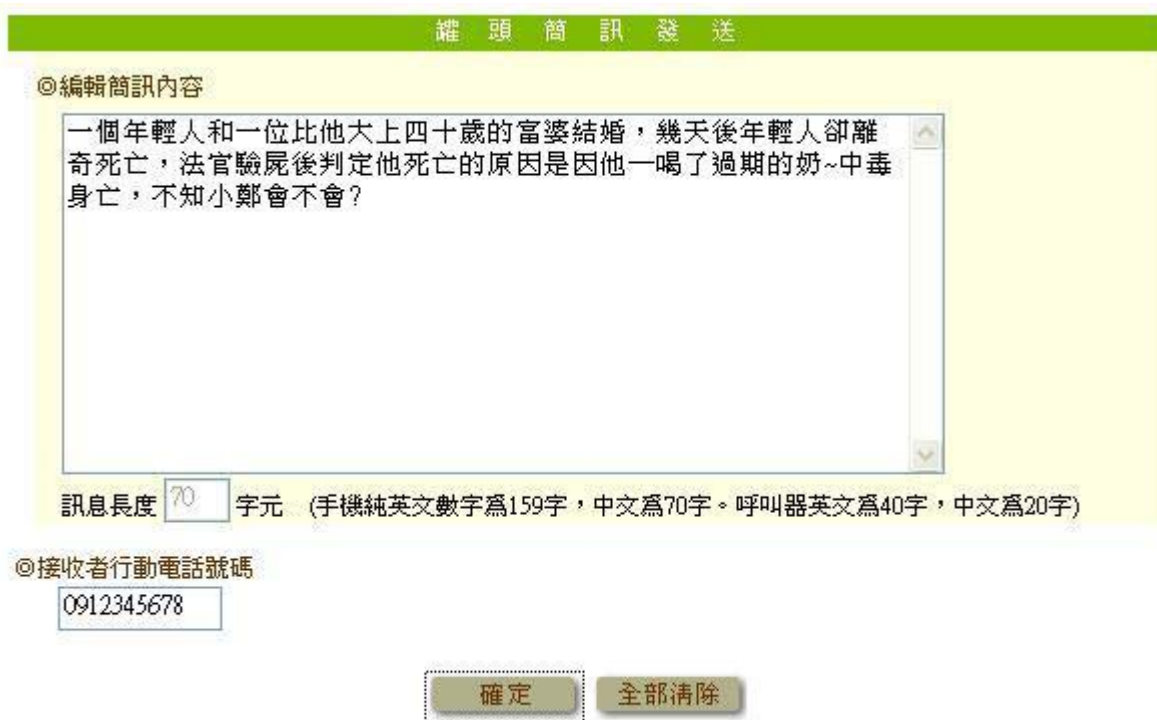 罐頭簡訊發送
◎編輯簡訊內容
一個年輕人和一位比他大上四十歲的富婆結婚，幾天後年輕人卻離
奇死亡，法官驗屍後判定他死亡的原因是因他一喝了過期的奶~中毒
身亡，不知小鄭會不會?
訊息長度 70 字元 (手機純英文數字為159字，中文為70字。呼叫器英文為40字，中文為20字)
◎接收者行動電話號碼
0912345678
確定 全部清除